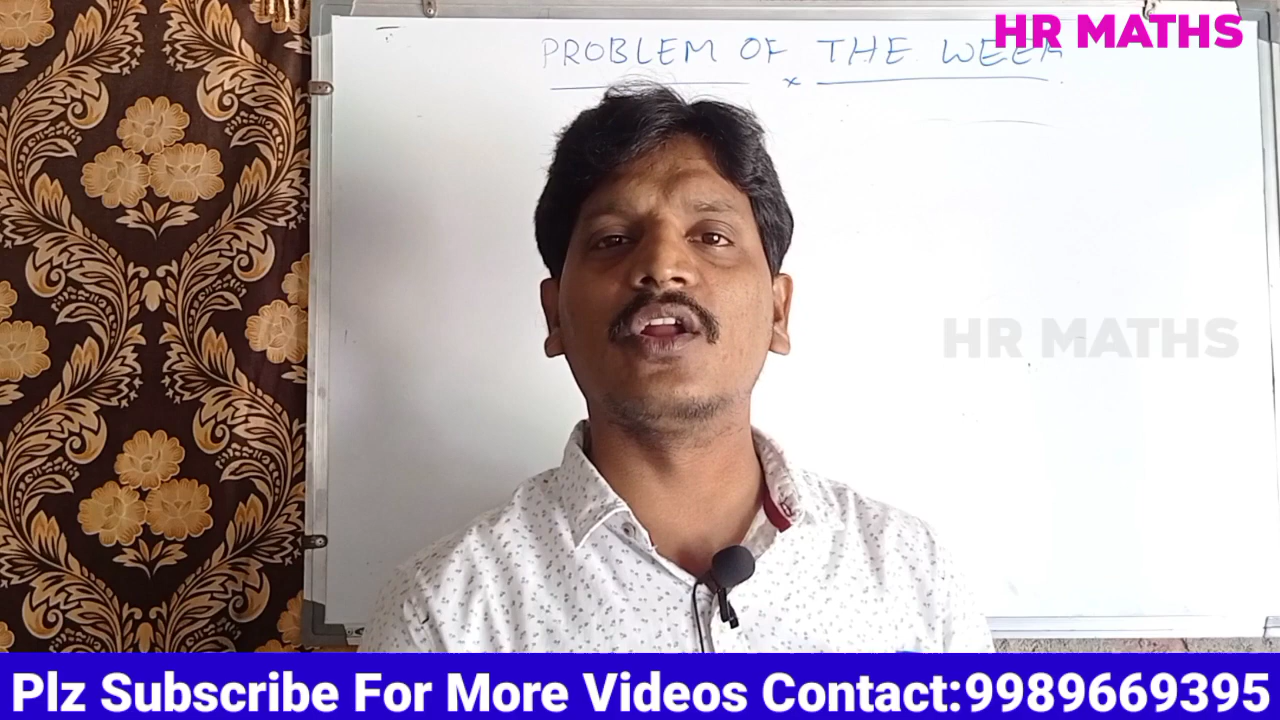 HR MATHS
PROBLEM OF THE WEEK
HR MATHS
Plz Subscribe For More Videos Contact:9989669395